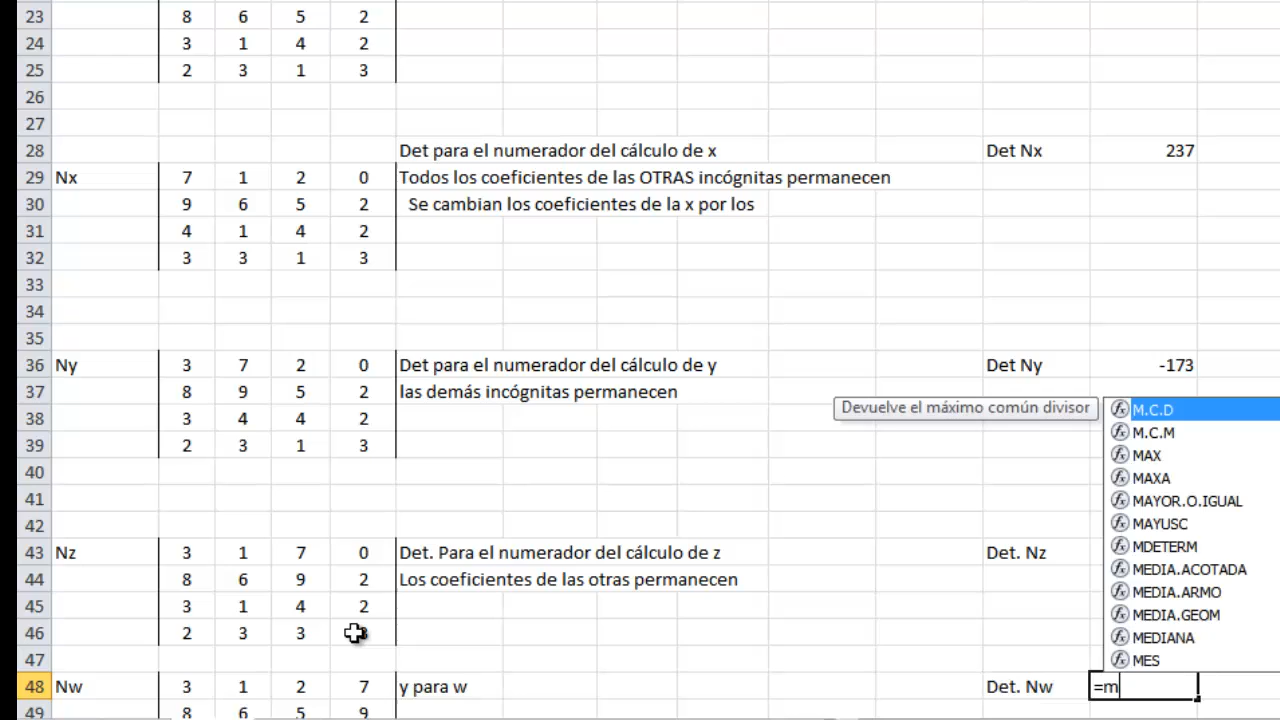 23 8 6 5 2
24 3 1 4 2
25 2 3 1 3
26
27
28 Det para el numerador del cálculo de x Det Nx 237
29 Nx 7 1 2 0 Todos los coeficientes de las OTRAS incógnitas permanecen
30 9 6 5 2 Se cambian los coeficientes de la x por los
31 4 1 4 2
32 3 3 1 3
33
34
35
36 Ny 3 7 2 0 Det para el numerador del cálculo de y Det Ny -173
37 8 9 5 2 las demás incógnitas permanecen
38 3 4 4 2
39 2 3 1 3
40
41
42
43 Nz 3 1 7 0 Det. Para el numerador del cálculo de z Det. Nz
44 8 6 9 2 Los coeficientes de las otras permanecen
45 3 1 4 2
46 2 3 3
47
48 Nw 3 1 2 7 y para w Det. Nw =m
49 8 6 5 9
Devuelve el máximo común divisor
M.C.D
M.C.M
MAX
MAXA
MAYOR.O.IGUAL
MAYUSC
MDETERM
MEDIA.ACOTADA
MEDIA.ARMO
MEDIA.GEOM
MEDIANA
MES